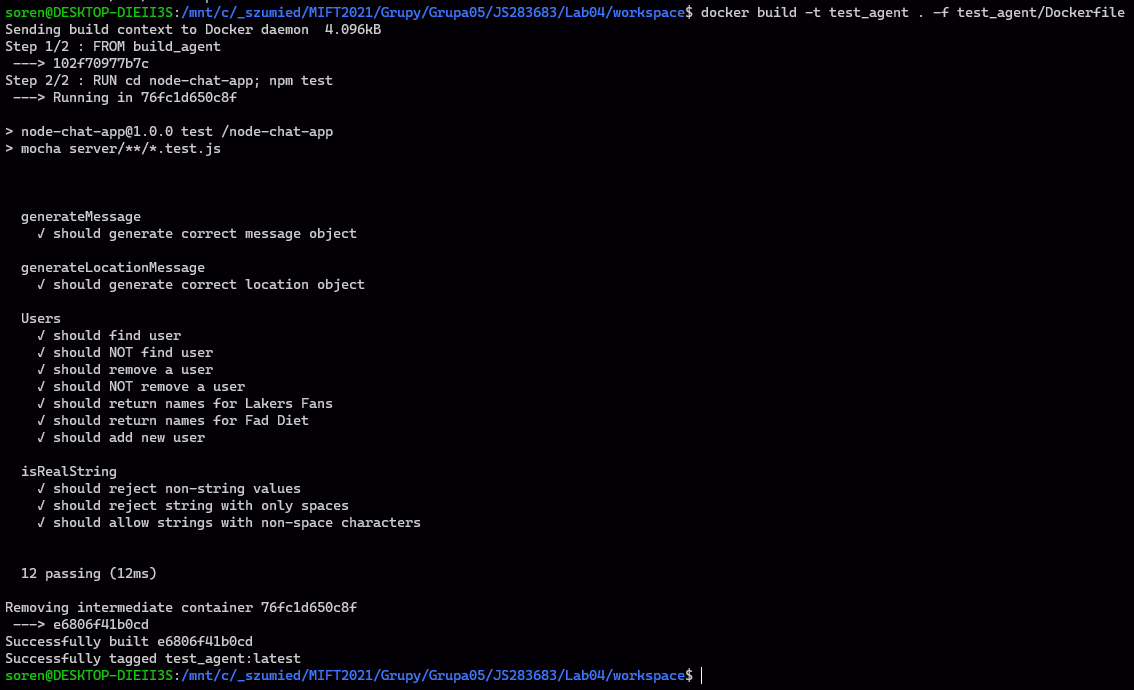 soren@DESKTOP-DIEII3S:/mnt/c/_szumied/MIFT2021/Grupy/Grupa05/JS283683/Lab04/workspace$ docker build -t test_agent . -f test_agent/Dockerfile
Sending build context to Docker daemon  4.096kB
Step 1/2 : FROM build_agent
 ---> 102f70977b7c
Step 2/2 : RUN cd node-chat-app; npm test
 ---> Running in 76fc1d650c8f

> node-chat-app@1.0.0 test /node-chat-app
> mocha server/**/*.test.js

  generateMessage
    √ should generate correct message object

  generateLocationMessage
    √ should generate correct location object

  Users
    √ should find user
    √ should NOT find user
    √ should remove a user
    √ should NOT remove a user
    √ should return names for Lakers Fans
    √ should return names for Fad Diet
    √ should add new user

  isRealString
    √ should reject non-string values
    √ should reject string with only spaces
    √ should allow strings with non-space characters

  12 passing (12ms)

Removing intermediate container 76fc1d650c8f
 ---> e6806f41b0cd
Successfully built e6806f41b0cd
Successfully tagged test_agent:latest
soren@DESKTOP-DIEII3S:/mnt/c/_szumied/MIFT2021/Grupy/Grupa05/JS283683/Lab04/workspace$